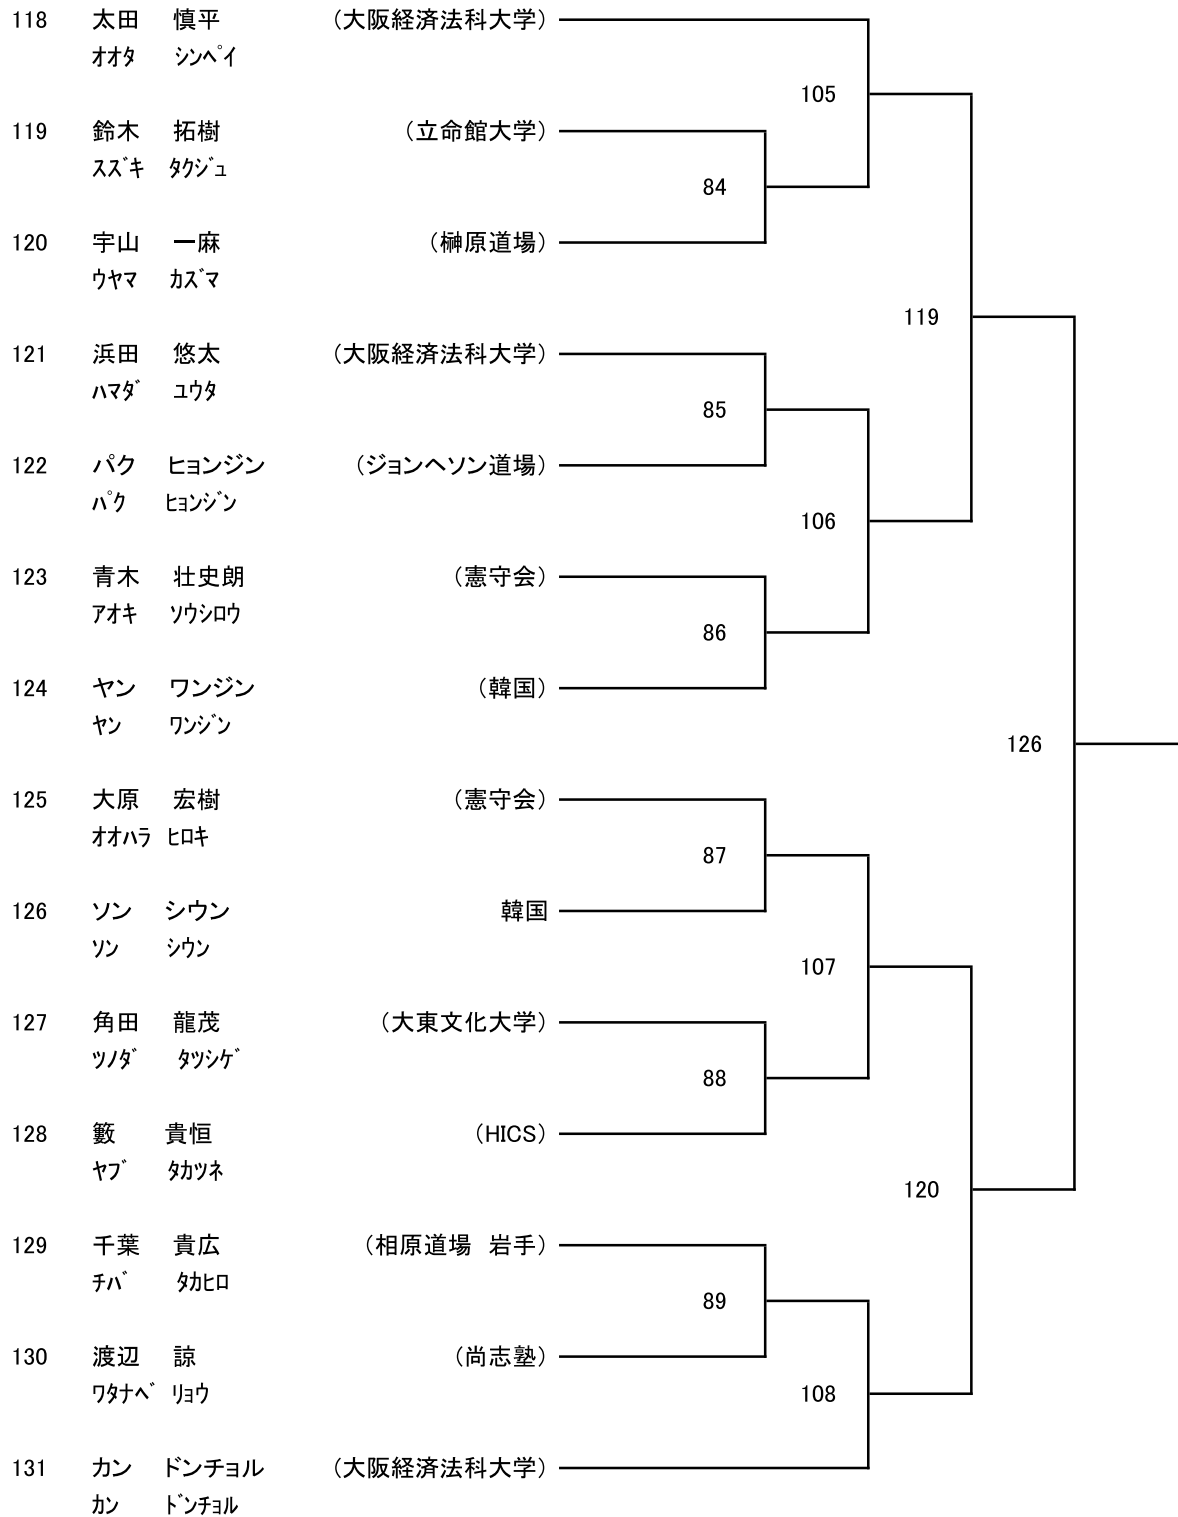 118 太田 慎平 （大阪経済法科大学）
ｵｵﾀ ｼﾝﾍﾟｲ
105
119 鈴木 拓樹 （立命館大学）
ｽｽﾞｷ ﾀｸｼﾞｭ
84
120 宇山 一麻 （榊原道場）
ｳﾔﾏ ｶｽﾞﾏ
119
121 浜田 悠太 （大阪経済法科大学）
ﾊﾏﾀﾞ ﾕｳﾀ
85
122 パク ヒョンジン （ジョンヘソン道場）
ﾊﾟｸ ﾋｮﾝｼﾞﾝ
106
123 青木 壮史朗 （憲守会）
ｱｵｷ ｿｳｼﾛｳ
86
124 ヤン ワンジン （韓国）
ﾔﾝ ﾜﾝｼﾞﾝ
126
125 大原 宏樹 （憲守会）
ｵｵﾊﾗ ﾋﾛｷ
87
126 ソン シウン 韓国
ｿﾝ ｼｳﾝ
107
127 角田 龍茂 （大東文化大学）
ﾂﾉﾀﾞ ﾀﾂｼｹﾞ
88
128 籔 貴恒 （HICS）
ﾔﾌﾞ ﾀｶﾂﾈ
120
129 千葉 貴広 （相原道場 岩手）
ﾁﾊﾞ ﾀｶﾋﾛ
89
130 渡辺 諒 （尚志塾）
ﾜﾀﾅﾍﾞ ﾘｮｳ
108
131 カン ドンチョル （大阪経済法科大学）
ｶﾝ ﾄﾞﾝﾁｮﾙ